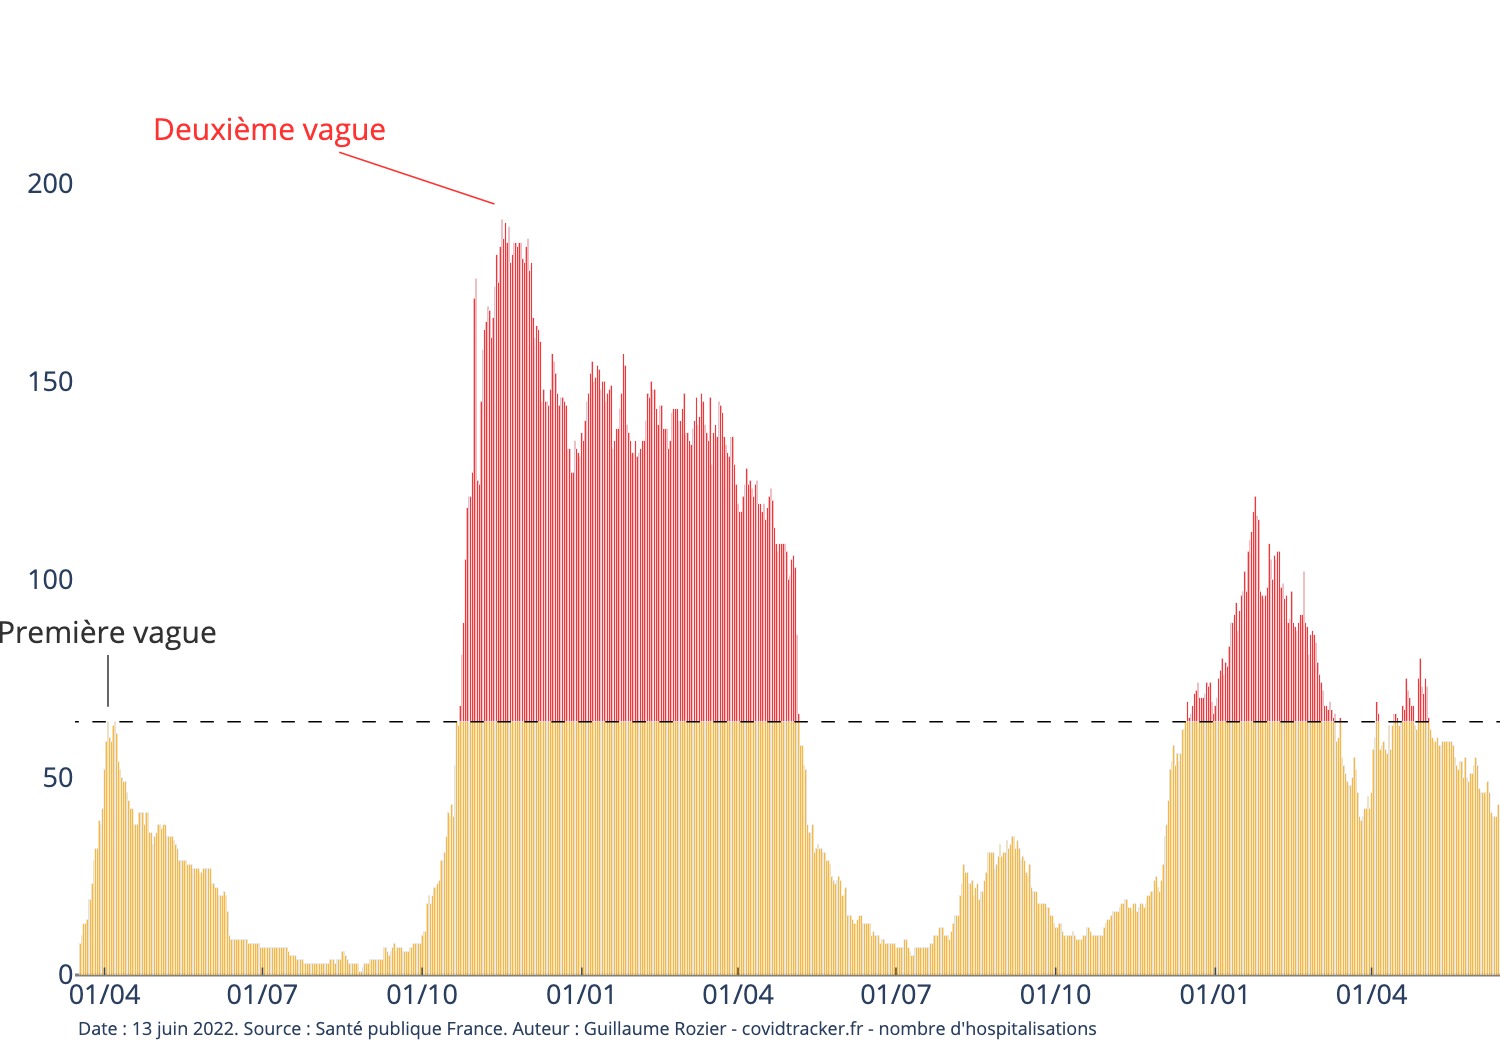 Deuxième vague
200
150
100
Première vague
50
0
01/04 01/07 01/10 01/01 01/04 01/07 01/10 01/01 01/04
Date : 13 juin 2022. Source : Santé publique France. Auteur : Guillaume Rozier - covidtracker.fr - nombre d'hospitalisations